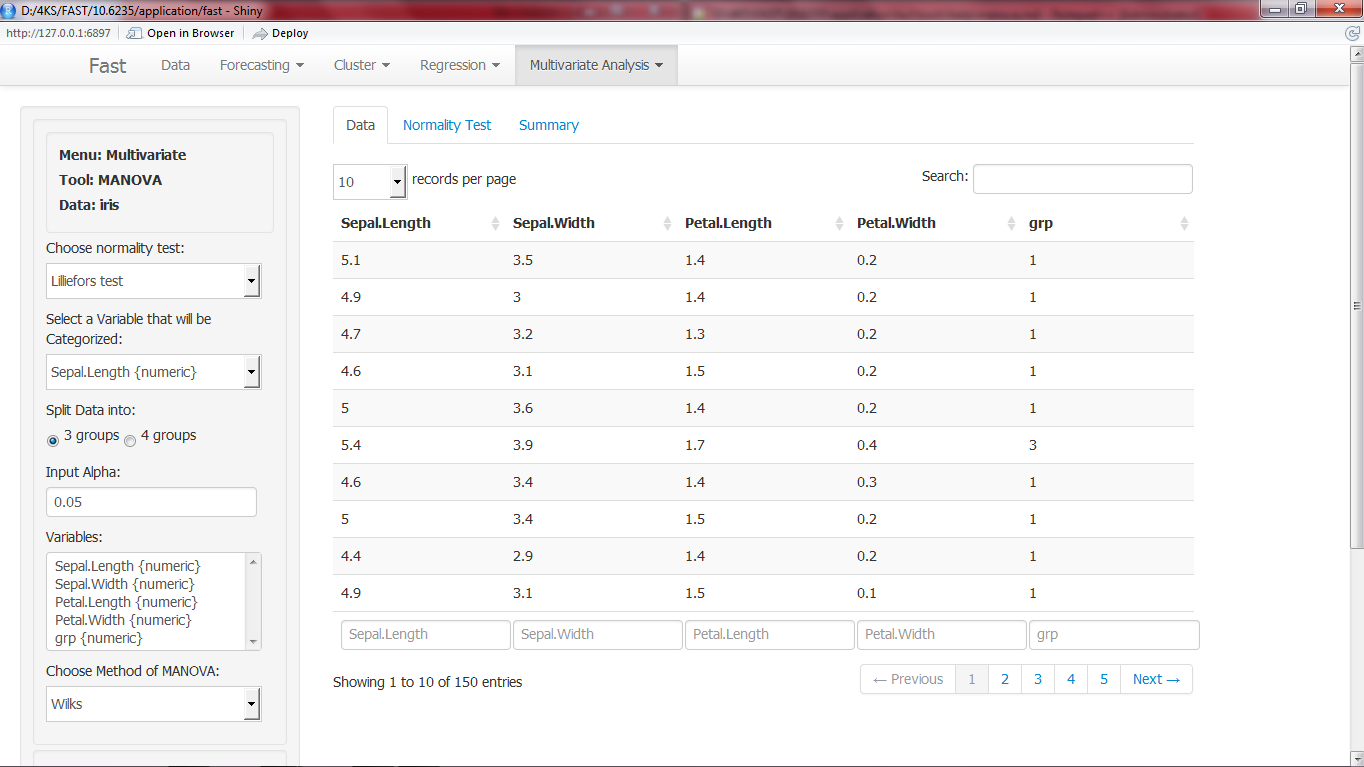 D:/4KS/FAST/10.6235/application/fast - Shiny
http://127.0.0.1:6897 Open in Browser Deploy
Fast Data Forecasting Cluster Regression Multivariate Analysis
Menu: Multivariate
Tool: MANOVA
Data: iris
Choose normality test:
Lilliefors test
Select a Variable that will be
Categorized:
Sepal.Length {numeric}
Split Data into:
3 groups 4 groups
Input Alpha:
0.05
Variables:
Sepal.Length {numeric}
Sepal.Width {numeric}
Petal.Length {numeric}
Petal.Width {numeric}
grp {numeric}
Choose Method of MANOVA:
Wilks
Data Normality Test Summary
10 records per page Search:
Sepal.Length Sepal.Width Petal.Length Petal.Width grp
5.1 3.5 1.4 0.2 1
4.9 3 1.4 0.2 1
4.7 3.2 1.3 0.2 1
4.6 3.1 1.5 0.2 1
5 3.6 1.4 0.2 1
5.4 3.9 1.7 0.4 3
4.6 3.4 1.4 0.3 1
5 3.4 1.5 0.2 1
4.4 2.9 1.4 0.2 1
4.9 3.1 1.5 0.1 1
Sepal.Length Sepal.Width Petal.Length Petal.Width grp
Showing 1 to 10 of 150 entries ← Previous 1 2 3 4 5 Next →